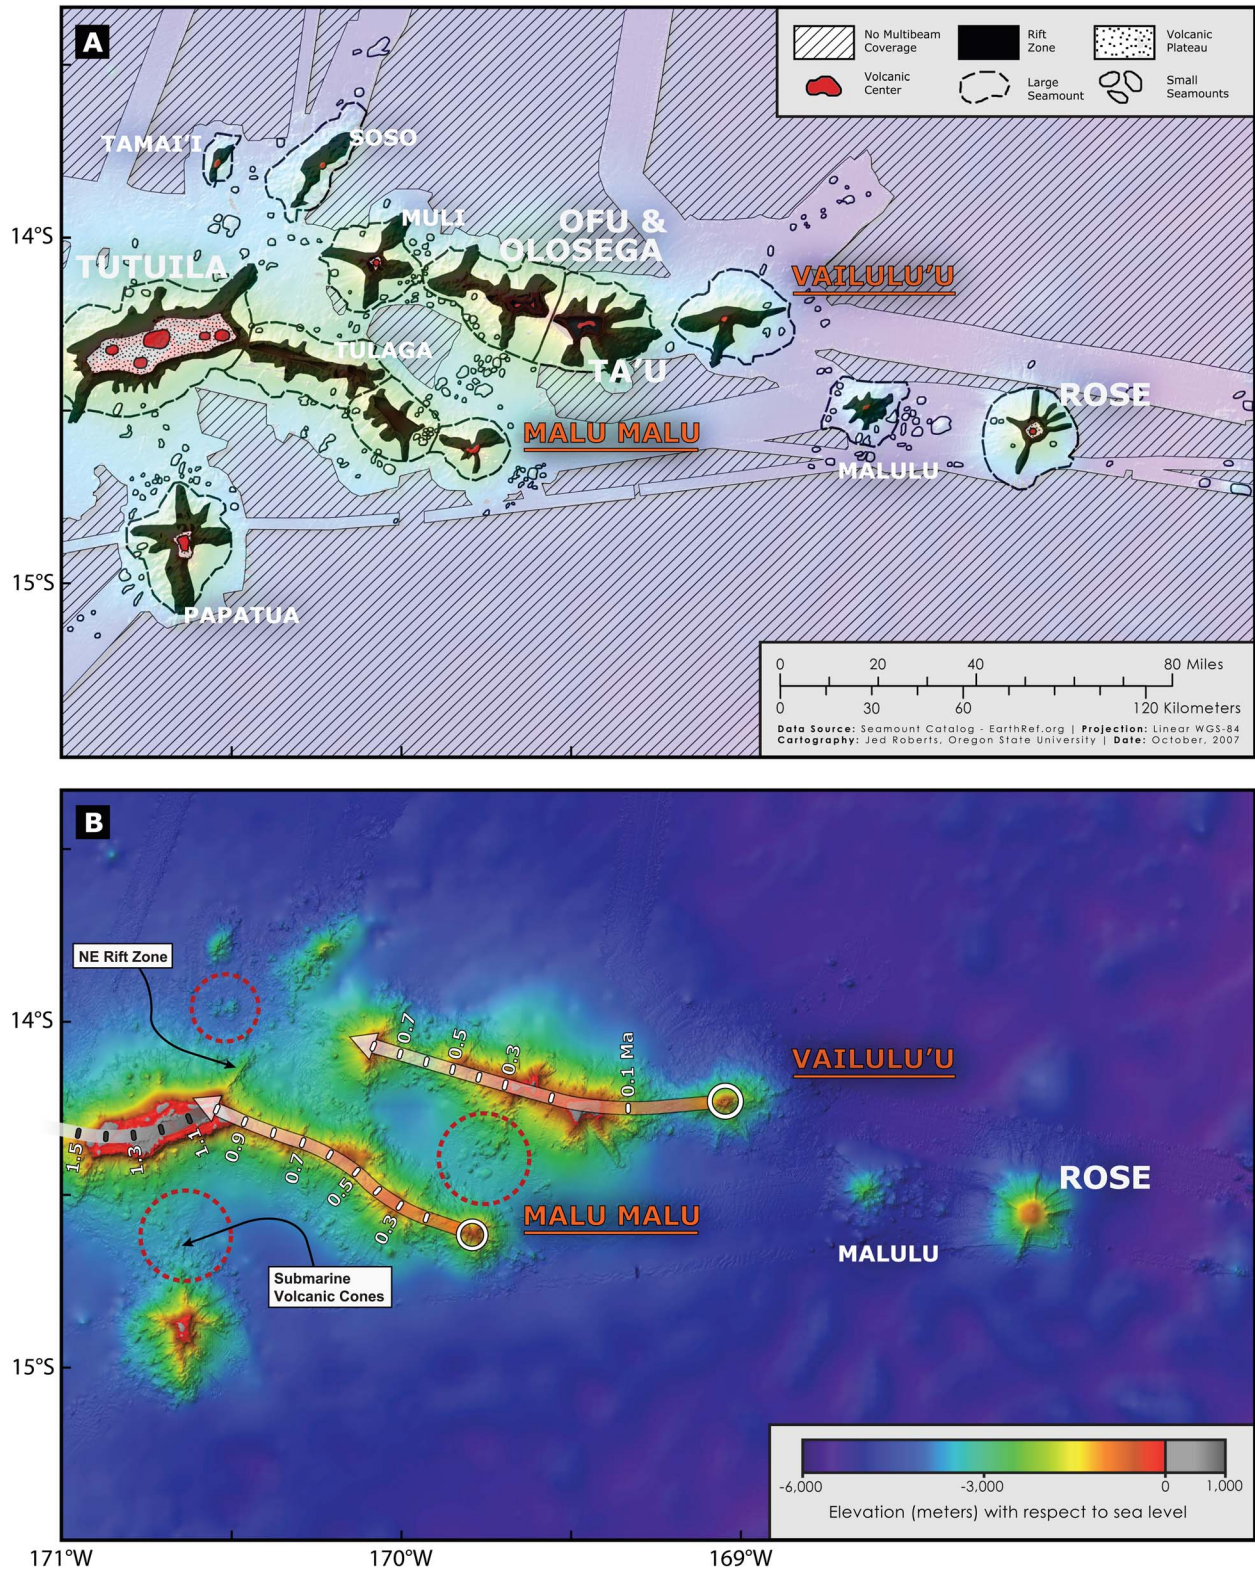 A
No Multibeam
Coverage
Rift
Zone
Volcanic
Plateau
Volcanic
Center
Large
Seamount
Small
Seamounts
TAMAI'I
SOSO
MULI
OFU &
OLOSEGA
14°S
TUTUILA
VAILULU'U
TULAGA
TA'U
ROSE
MALU MALU
MALULU
15°S
PAPATUA
0 20 40 80 Miles
0 30 60 120 Kilometers
Data Source: Seamount Catalog - EarthRef.org | Projection: Linear WGS-84
Cartography: Jed Roberts, Oregon State University | Date: October, 2007
B
NE Rift Zone
14°S
0.7
0.5
0.3
0.1 Ma
VAILULU'U
1.5
1.3
1.1
0.9
0.7
0.5
0.3
ROSE
MALU MALU
MALULU
Submarine
Volcanic Cones
15°S
-6,000 -3,000 0 1,000
Elevation (meters) with respect to sea level
171°W 170°W 169°W